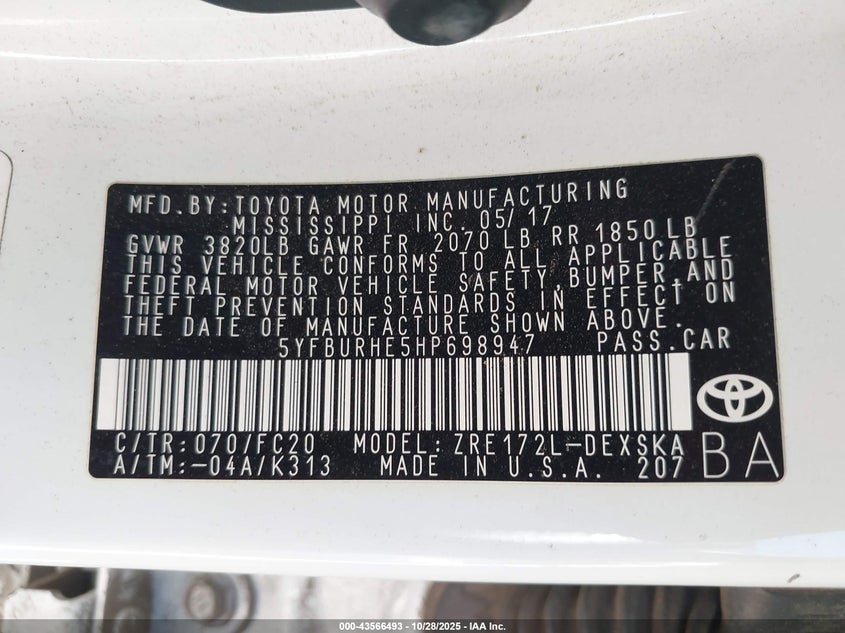 MFD.BY:TOYOTA MOTOR MANUFACTURING
MISSISSIPPI INC. 05/17
GVWR 3820LB GAWR FR 2070 LB RR 1850 LB
THIS VEHICLE CONFORMS TO ALL APPLICABLE
FEDERAL MOTOR VEHICLE SAFETY,BUMPER,AND
THEFT PREVENTION STANDARDS IN EFFECT ON
THE DATE OF MANUFACTURE SHOWN ABOVE.
5YFBURHE5HP698947 PASS.CAR
C/TR:070/FC20 MODEL:ZRE172L-DEXSKA
A/TM:-04A/K313 MADE IN U.S.A. 207
BA
000-43566493 - 10/28/2025 - IAA Inc.